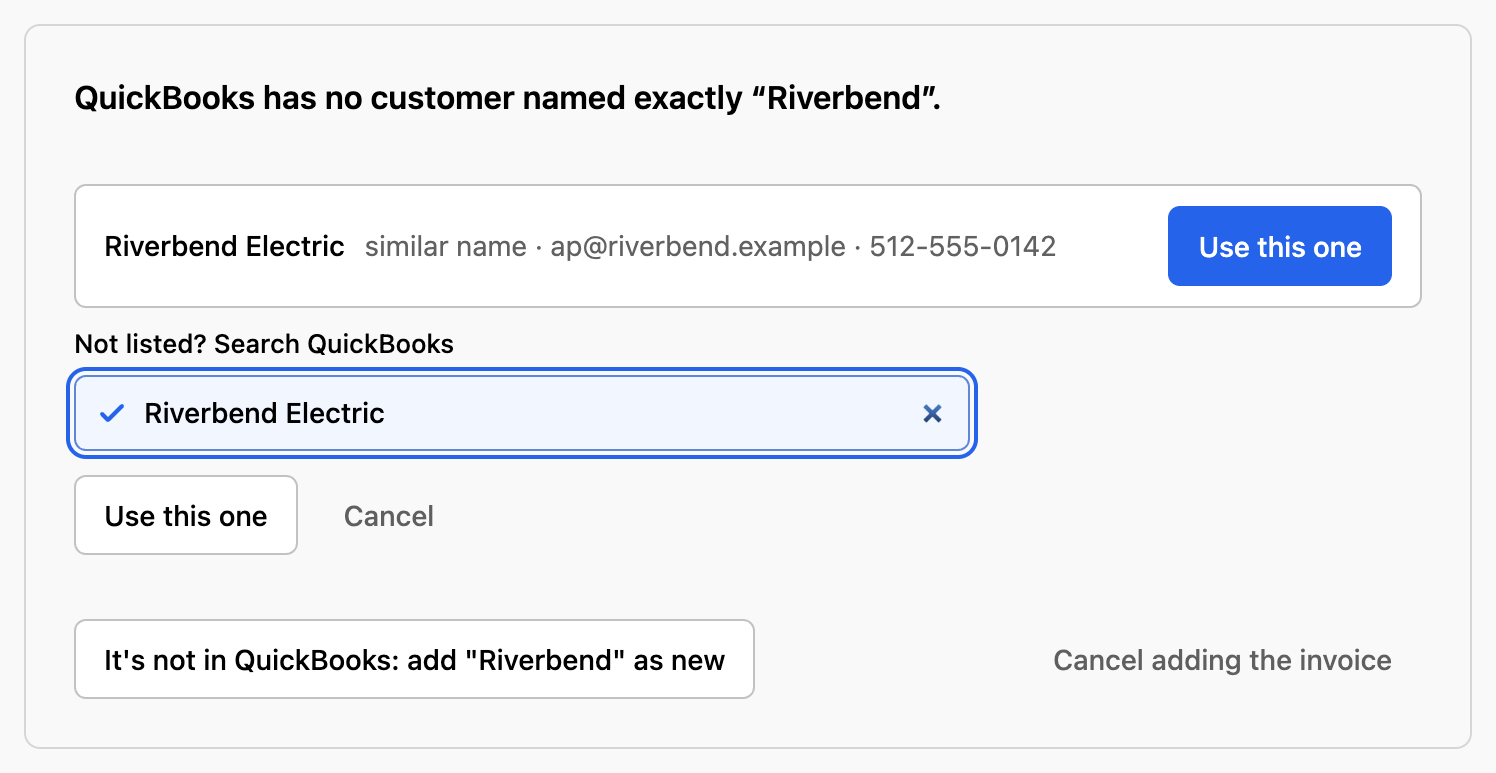 QuickBooks has no customer named exactly “Riverbend”.
Riverbend Electric similar name · ap@riverbend.example · 512-555-0142 Use this one
Not listed? Search QuickBooks
Riverbend Electric
Use this one Cancel
It's not in QuickBooks: add "Riverbend" as new Cancel adding the invoice